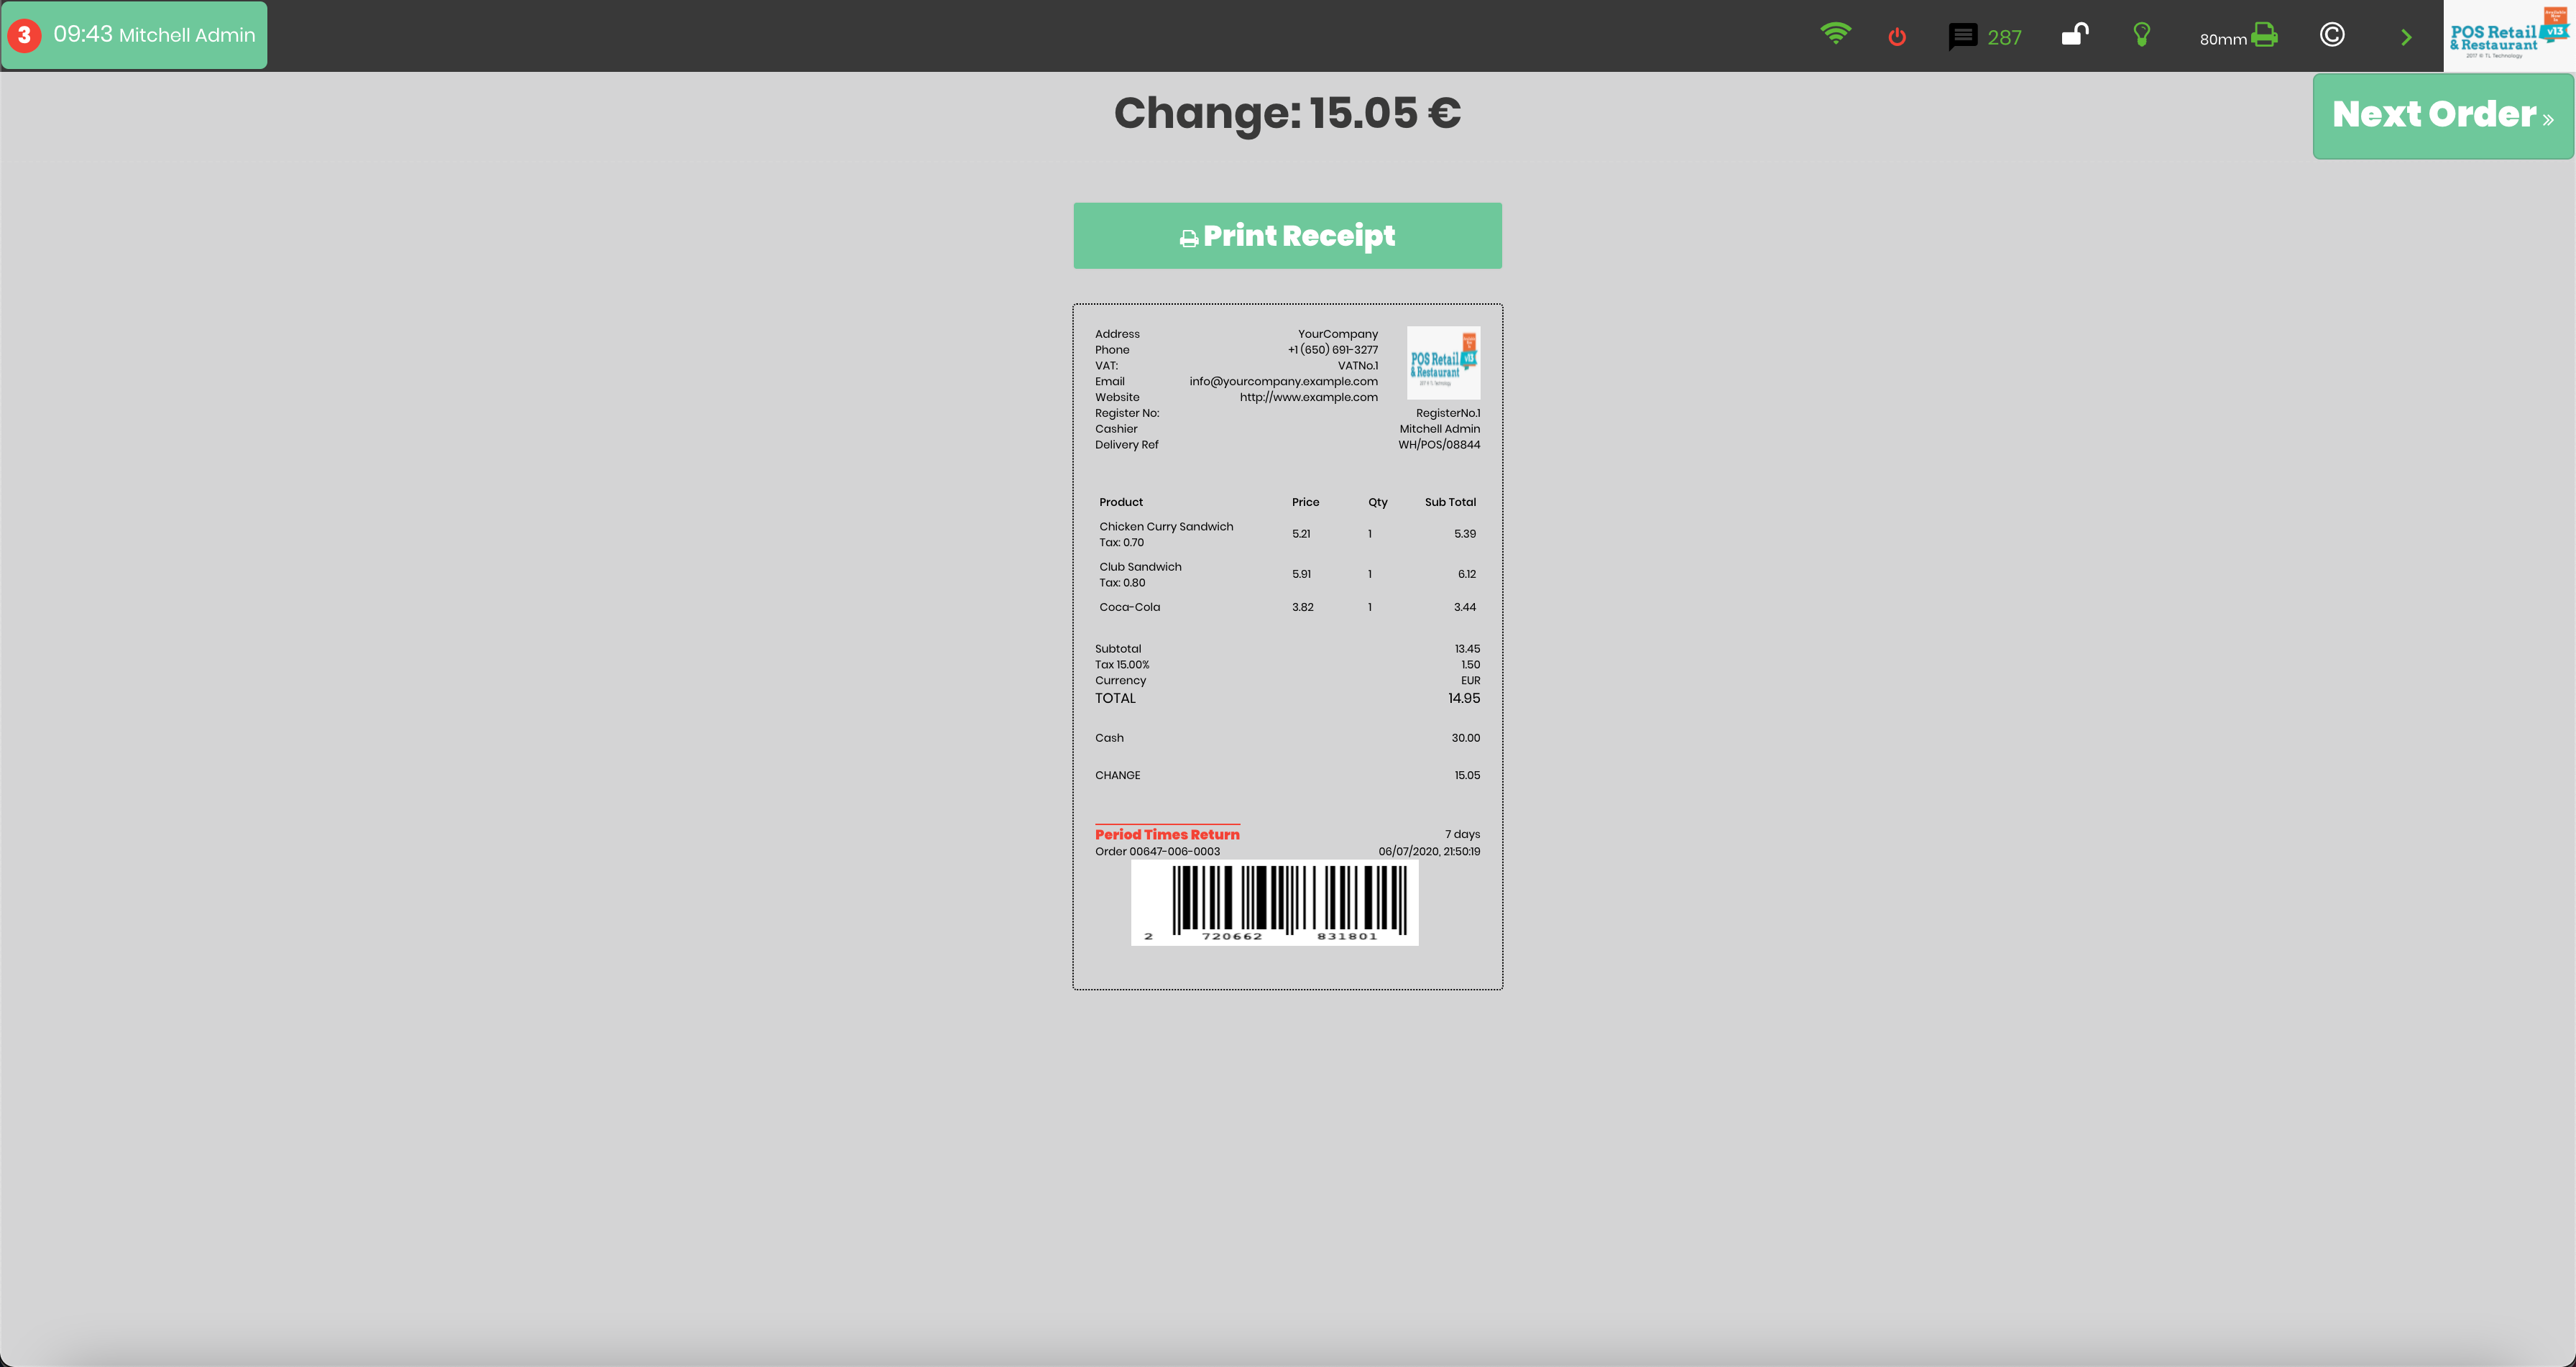 3 09:43 Mitchell Admin
287
80mm
POS Retail v13
& Restaurant
2017 © TL Technology
Change: 15.05 €
Next Order »
Print Receipt
Address YourCompany
Phone +1 (650) 691-3277
VAT: VATNo.1
Email info@yourcompany.example.com
Website http://www.example.com
POS Retail v13
& Restaurant
Register No: RegisterNo.1
Cashier Mitchell Admin
Delivery Ref WH/POS/08844
Product Price Qty Sub Total
Chicken Curry Sandwich 5.21 1 5.39
Tax: 0.70
Club Sandwich 5.91 1 6.12
Tax: 0.80
Coca-Cola 3.82 1 3.44
Subtotal 13.45
Tax 15.00% 1.50
Currency EUR
TOTAL 14.95
Cash 30.00
CHANGE 15.05
Period Times Return 7 days
Order 00647-006-0003 06/07/2020, 21:50:19
2 720662 831801